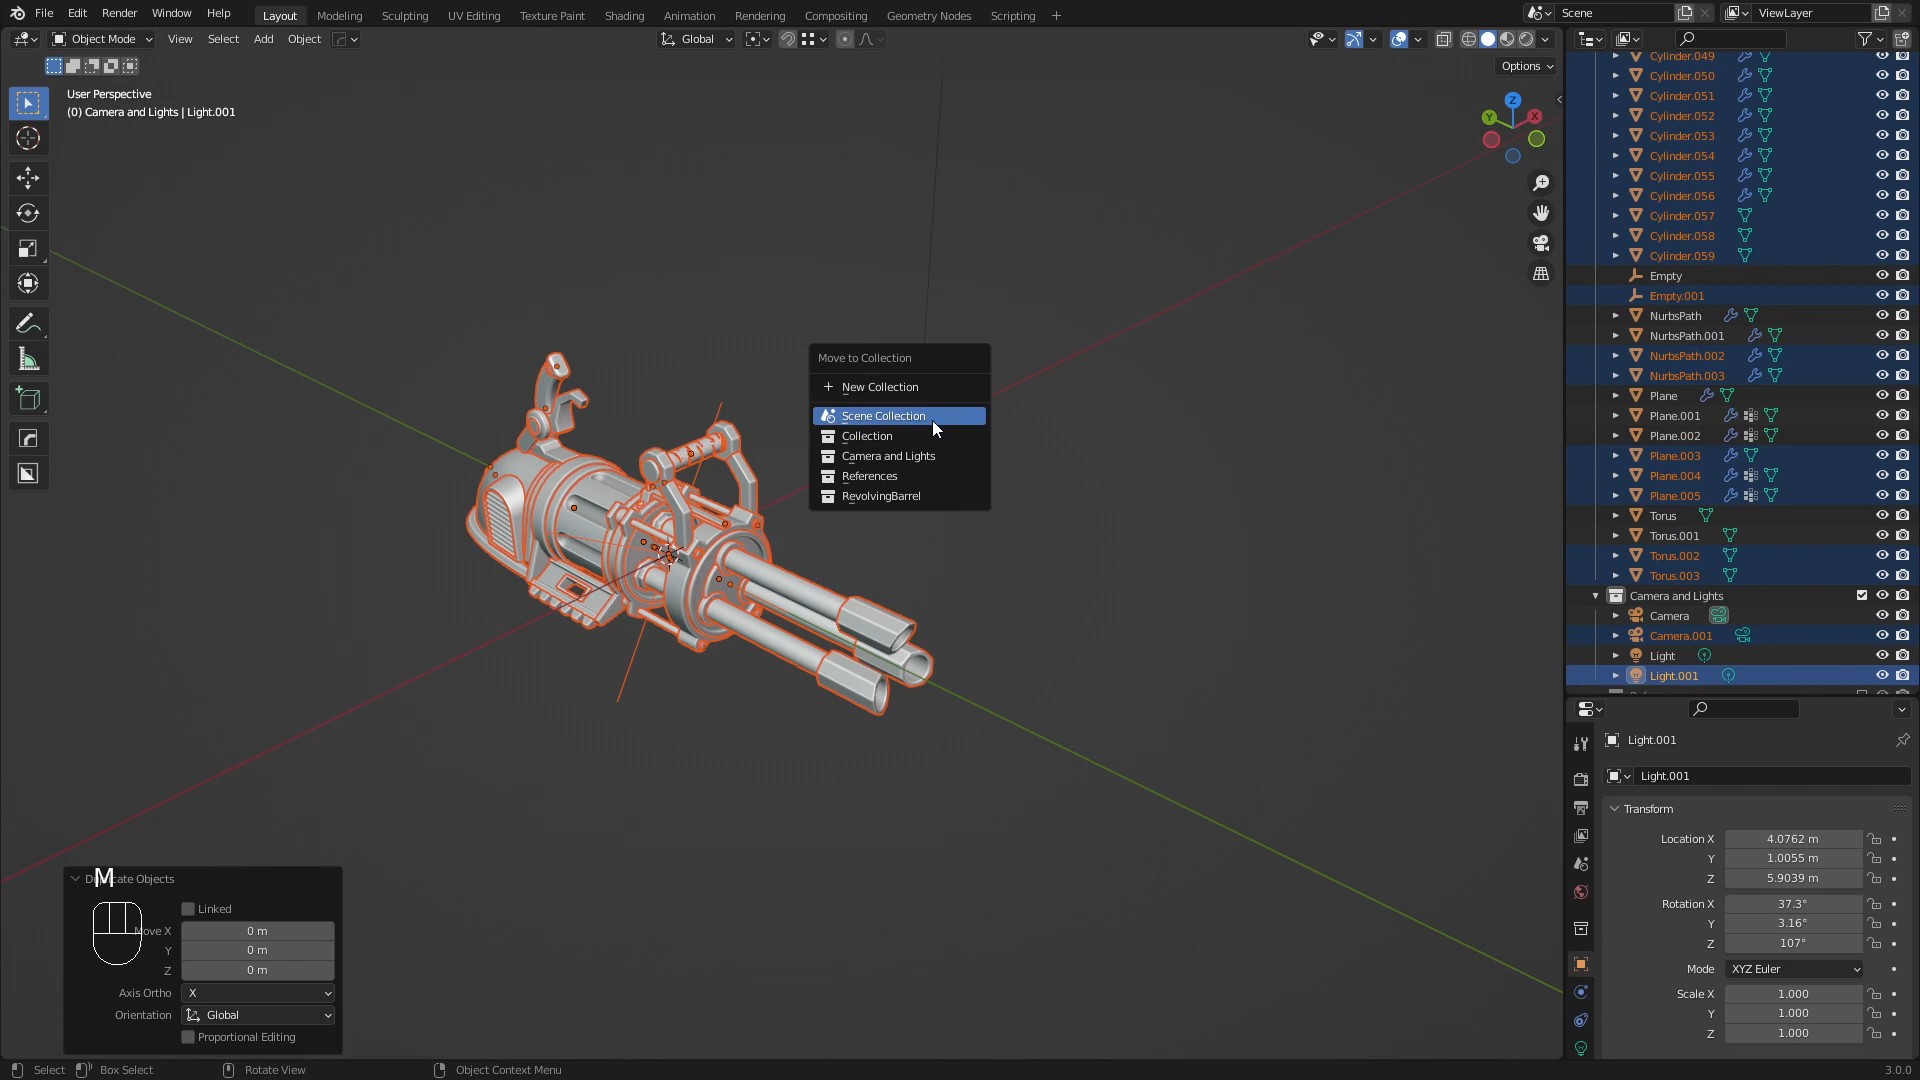 File Edit Render Window Help Layout Modeling Sculpting UV Editing Texture Paint Shading Animation Rendering Compositing Geometry Nodes Scripting + Scene ViewLayer
Object Mode View Select Add Object Global
Options
User Perspective
(0) Camera and Lights | Light.001
Z
Y
X
Move to Collection
New Collection
Scene Collection
Collection
Camera and Lights
References
RevolvingBarrel
Cylinder.049
Cylinder.050
Cylinder.051
Cylinder.052
Cylinder.053
Cylinder.054
Cylinder.055
Cylinder.056
Cylinder.057
Cylinder.058
Cylinder.059
Empty
Empty.001
NurbsPath
NurbsPath.001
NurbsPath.002
NurbsPath.003
Plane
Plane.001
Plane.002
Plane.003
Plane.004
Plane.005
Torus
Torus.001
Torus.002
Torus.003
Camera and Lights
Camera
Camera.001
Light
Light.001
Light.001
Light.001
Transform
Location X 4.0762 m
Y 1.0055 m
Z 5.9039 m
Rotation X 37.3°
Y 3.16°
Z 107°
Mode XYZ Euler
Scale X 1.000
Y 1.000
Z 1.000
M
Objects
Linked
Move X 0 m
Y 0 m
Z 0 m
Axis Ortho X
Orientation Global
Proportional Editing
Select Box Select Rotate View Object Context Menu 3.0.0